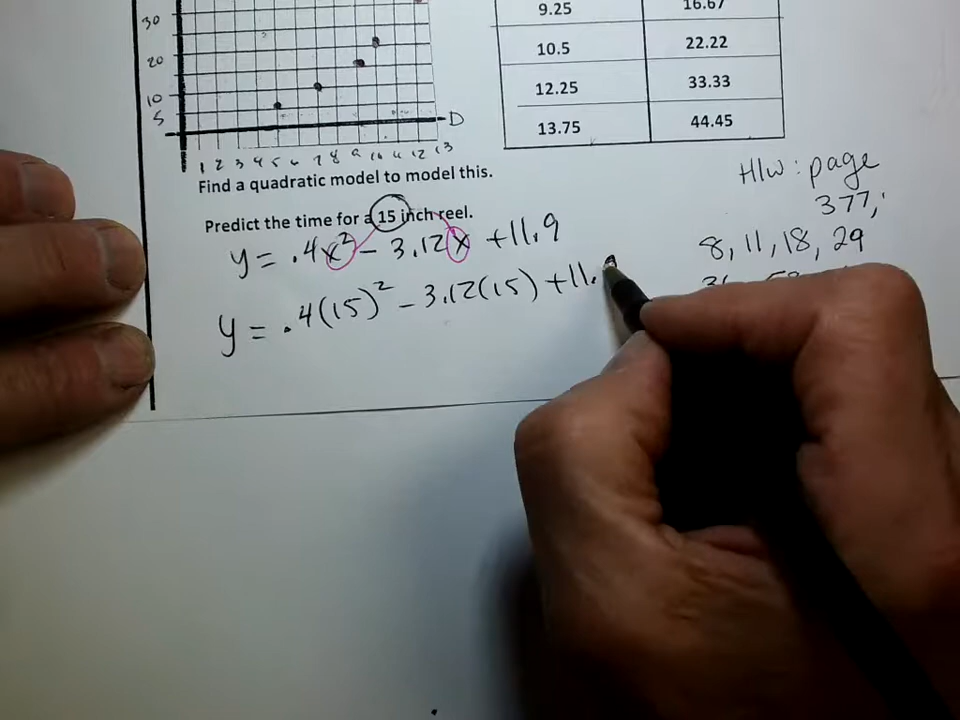 30
20
10
5
D
1 2 3 4 5 6 7 8 9 10 11 12 13
9.25 16.67
10.5 22.22
12.25 33.33
13.75 44.45
Find a quadratic model to model this.
Predict the time for a 15 inch reel.
y = .4x² - 3.12x + 11.9
y = .4(15)² - 3.12(15) + 11.
H/w : page
377,
8, 11, 18, 29